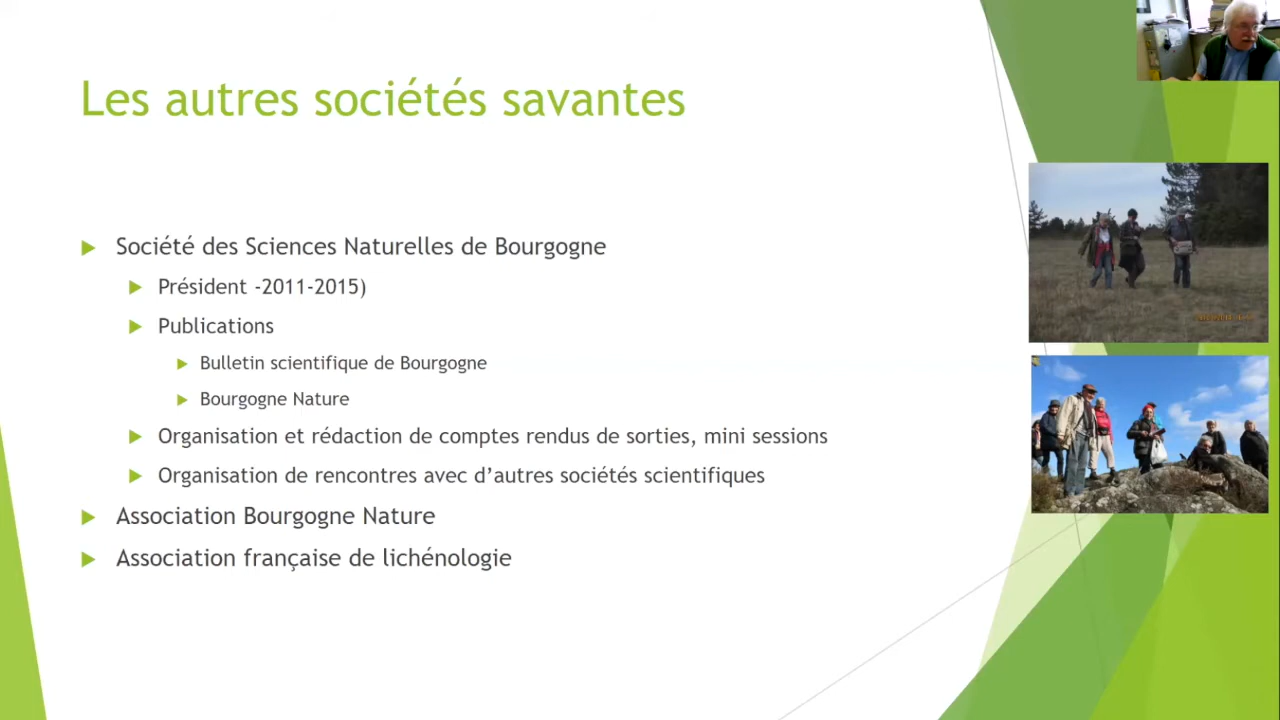 Les autres sociétés savantes
Société des Sciences Naturelles de Bourgogne
Président -2011-2015)
Publications
Bulletin scientifique de Bourgogne
Bourgogne Nature
Organisation et rédaction de comptes rendus de sorties, mini sessions
Organisation de rencontres avec d’autres sociétés scientifiques
Association Bourgogne Nature
Association française de lichénologie